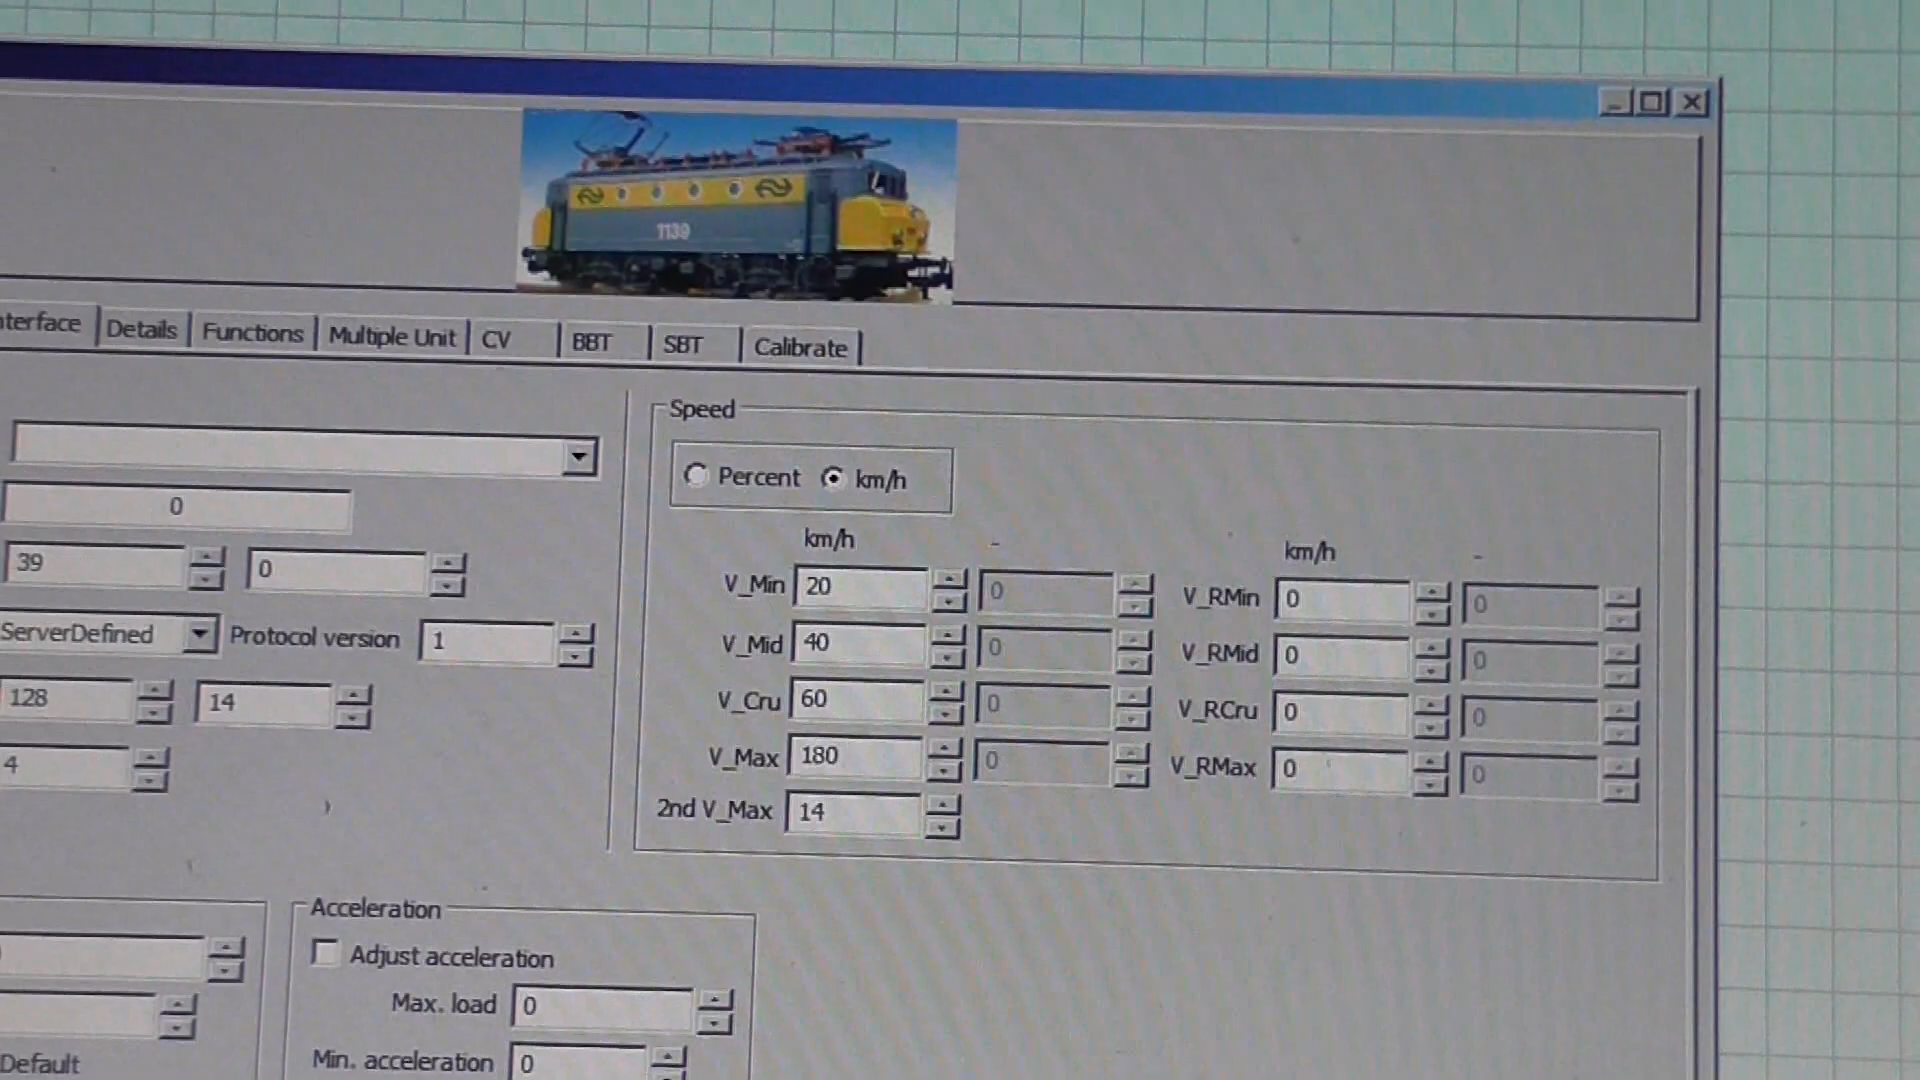 1139
nterface Details Functions Multiple Unit CV BBT SBT Calibrate
Speed
Percent km/h
0
km/h - km/h -
39 0
V_Min 20 0 V_RMin 0 0
ServerDefined Protocol version 1
V_Mid 40 0 V_RMid 0 0
128 14
V_Cru 60 0 V_RCru 0 0
4
V_Max 180 0 V_RMax 0 0
2nd V_Max 14
Acceleration
Adjust acceleration
Max. load 0
Min. acceleration 0
Default